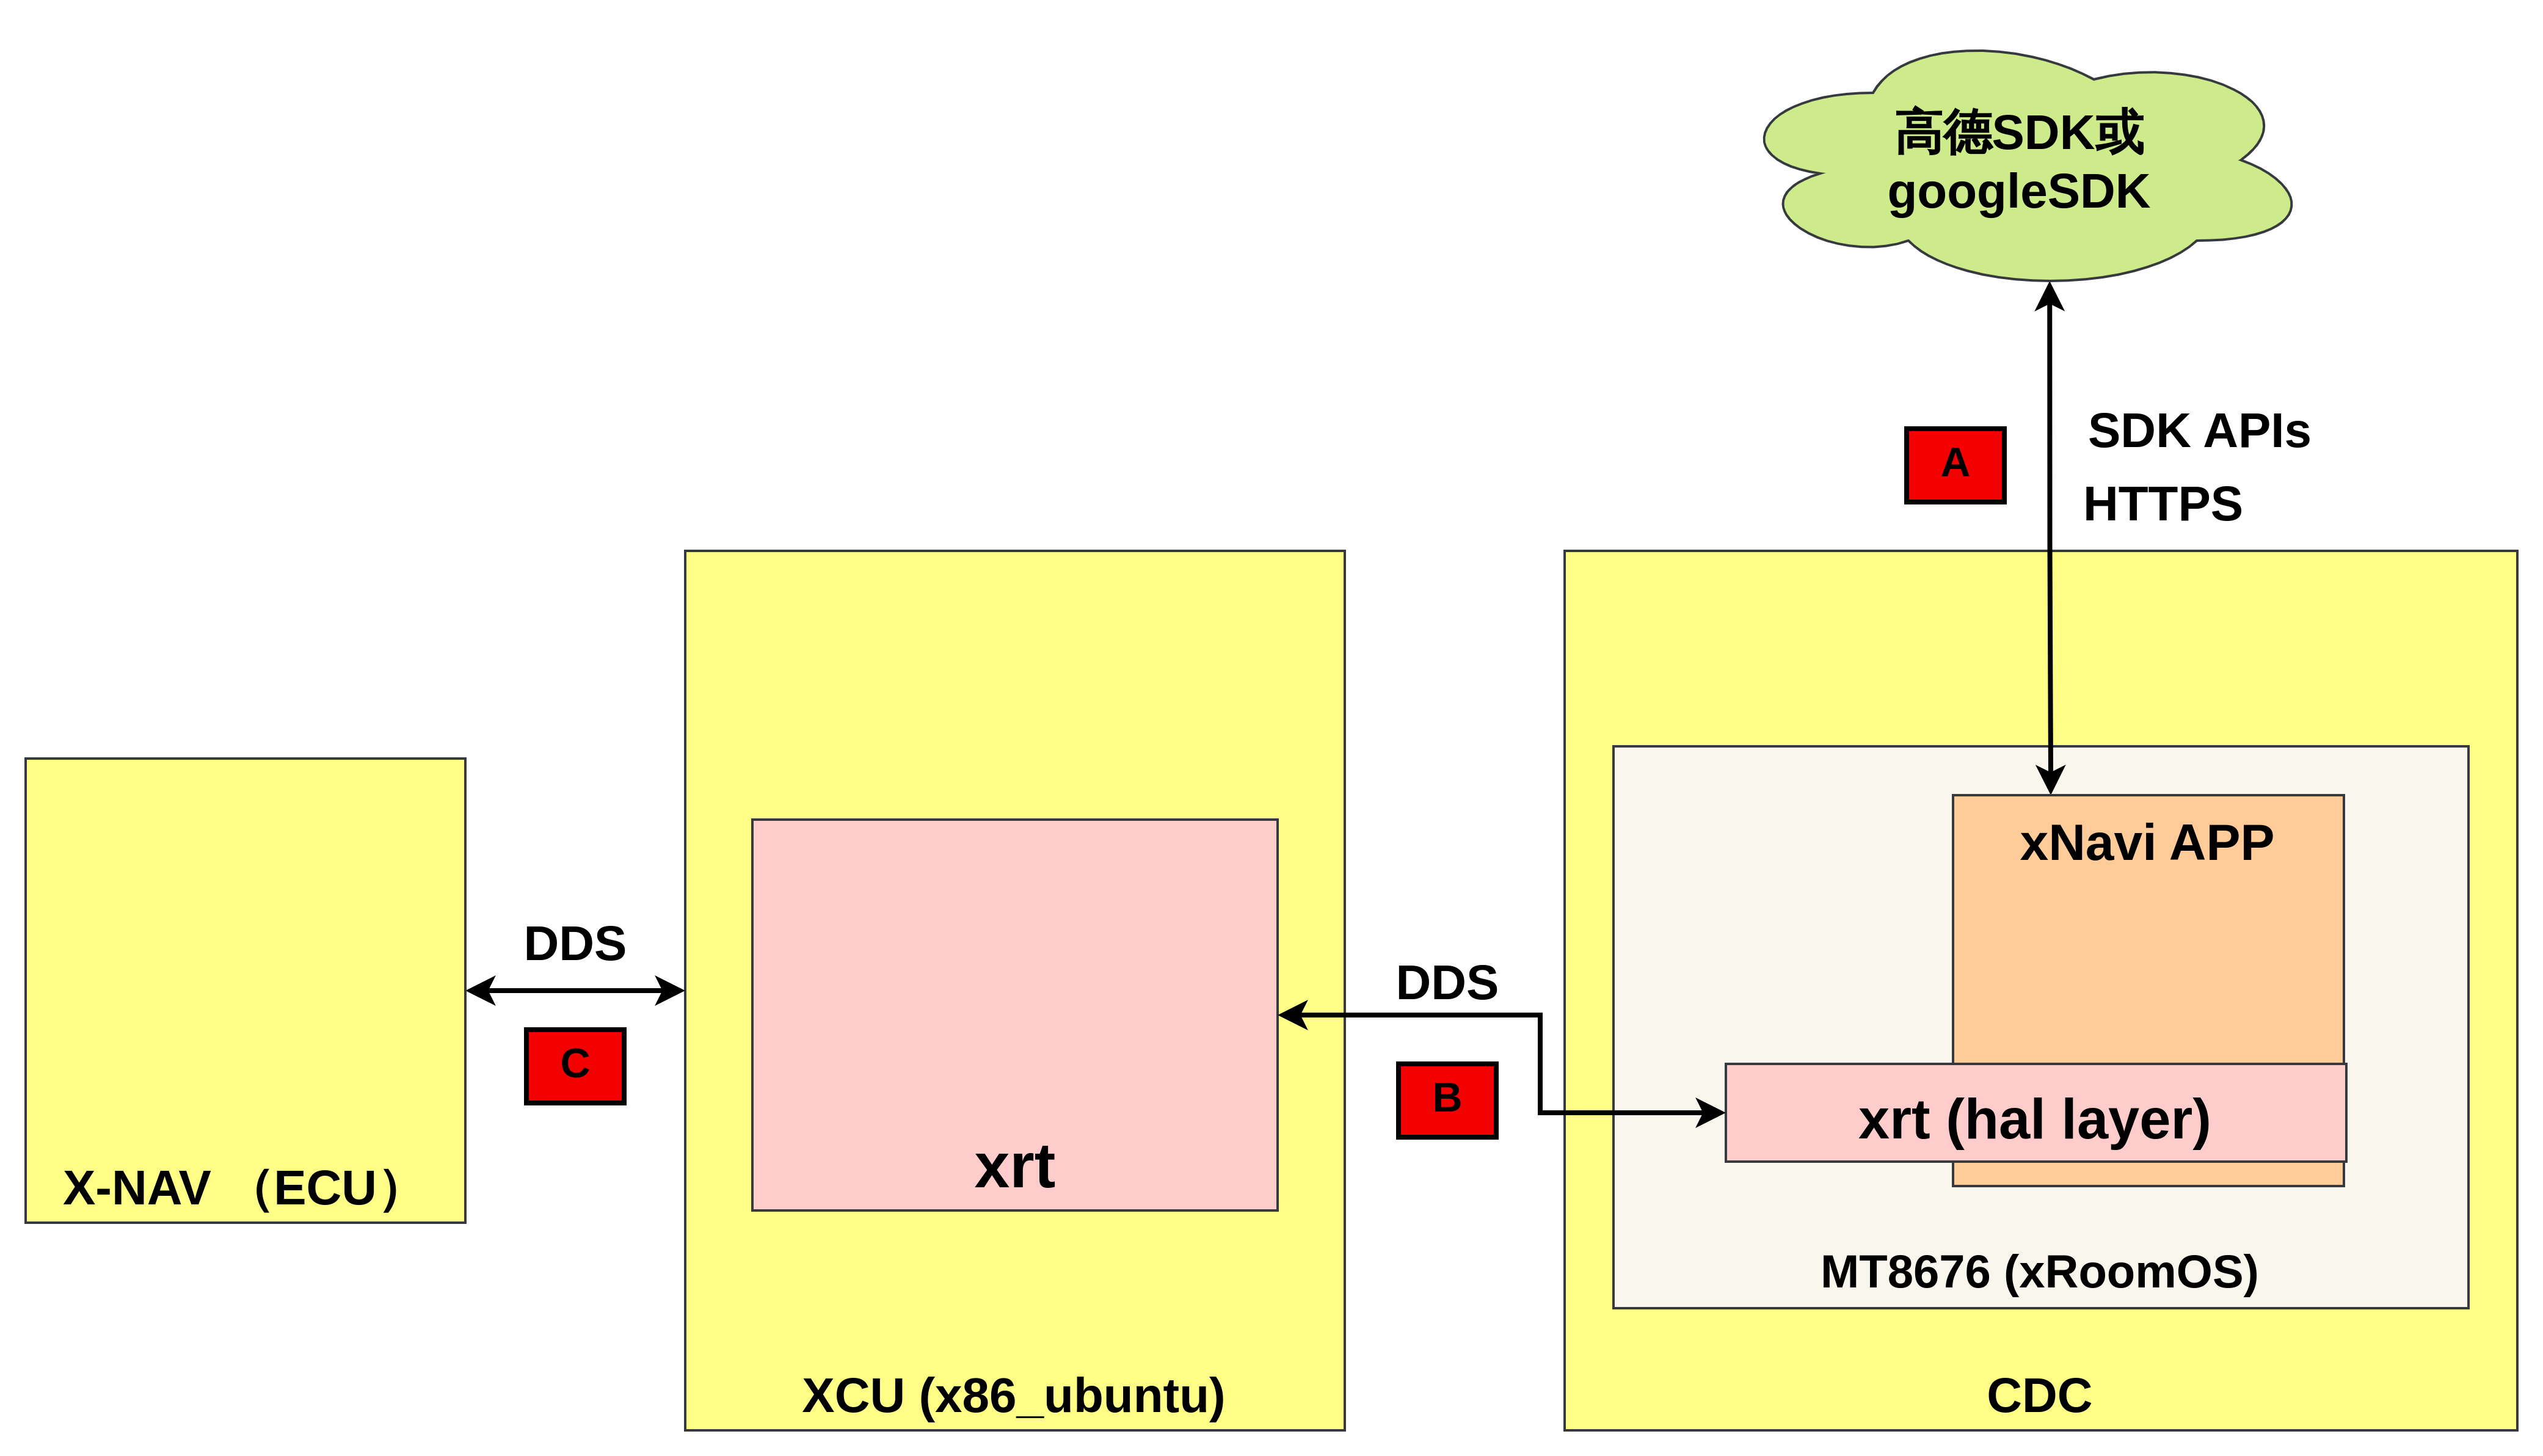 高德SDK或
googleSDK
A
SDK APIs
HTTPS
xNavi APP
DDS
C
DDS
B
xrt (hal layer)
xrt
X-NAV （ECU）
MT8676 (xRoomOS)
XCU (x86_ubuntu)
CDC